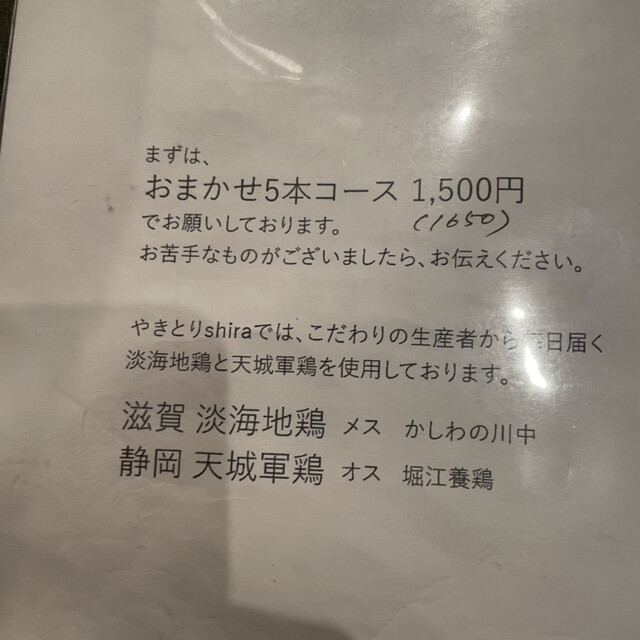 まずは、
おまかせ5本コース 1,500円
(1650)
でお願いしております。
お苦手なものがございましたら、お伝えください。
やきとりshiraでは、こだわりの生産者から毎日届く
淡海地鶏と天城軍鶏を使用しております。
滋賀 淡海地鶏 メス かしわの川中
静岡 天城軍鶏 オス 堀江養鶏